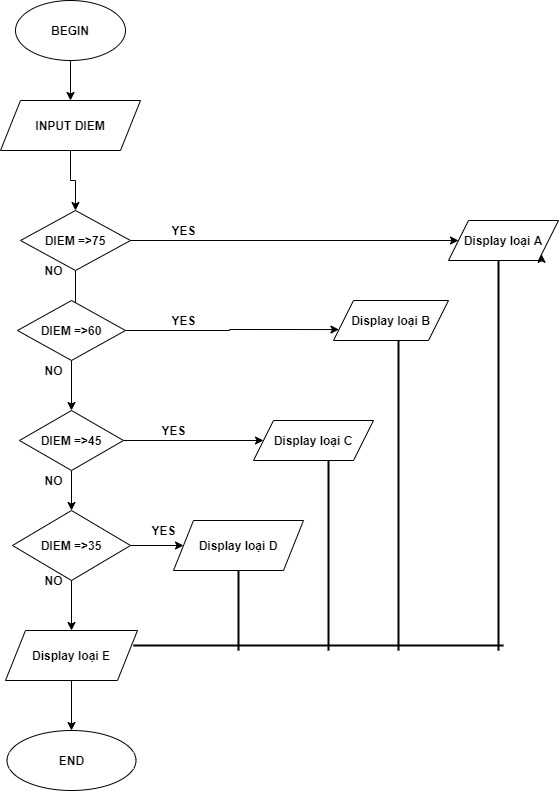 BEGIN
INPUT DIEM
DIEM =>75
YES
Display loại A
NO
DIEM =>60
YES
Display loại B
NO
DIEM =>45
YES
Display loại C
NO
DIEM =>35
YES
Display loại D
NO
Display loại E
END